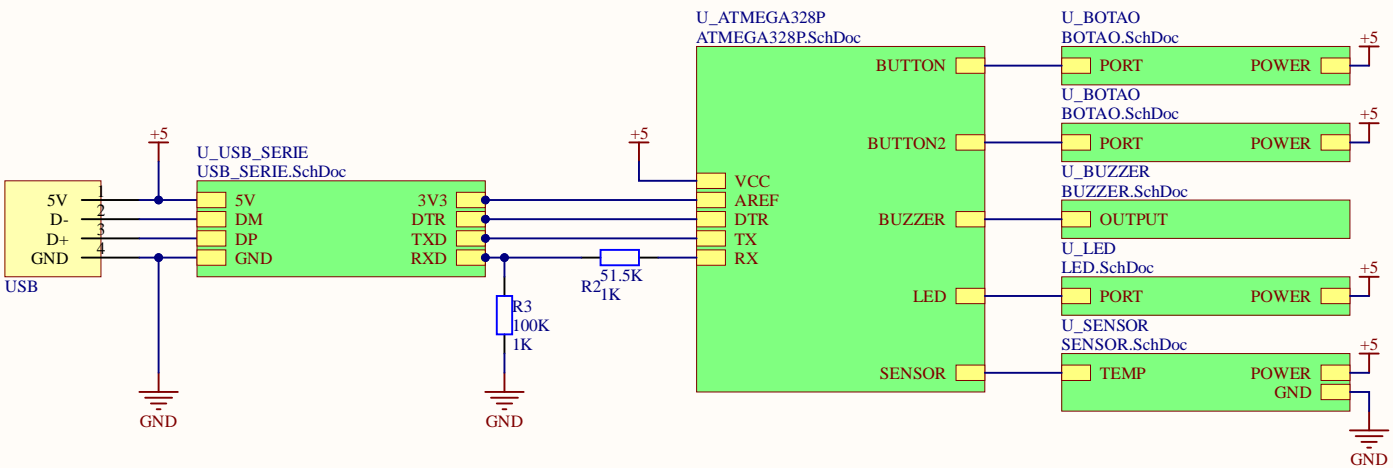 U_ATMEGA328P
ATMEGA328P.SchDoc
BUTTON
BUTTON2
BUZZER
LED
SENSOR
VCC
AREF
DTR
TX
RX
+5
U_BOTAO
BOTAO.SchDoc
PORT POWER
+5
U_BOTAO
BOTAO.SchDoc
PORT POWER
+5
U_BUZZER
BUZZER.SchDoc
OUTPUT
U_LED
LED.SchDoc
PORT POWER
+5
U_SENSOR
SENSOR.SchDoc
TEMP POWER
GND
+5
GND
+5
U_USB_SERIE
USB_SERIE.SchDoc
5V 3V3
DM DTR
DP TXD
GND RXD
5V 1
D- 2
D+ 3
GND 4
USB
GND
R2
51.5K
1K
R3
100K
1K
GND